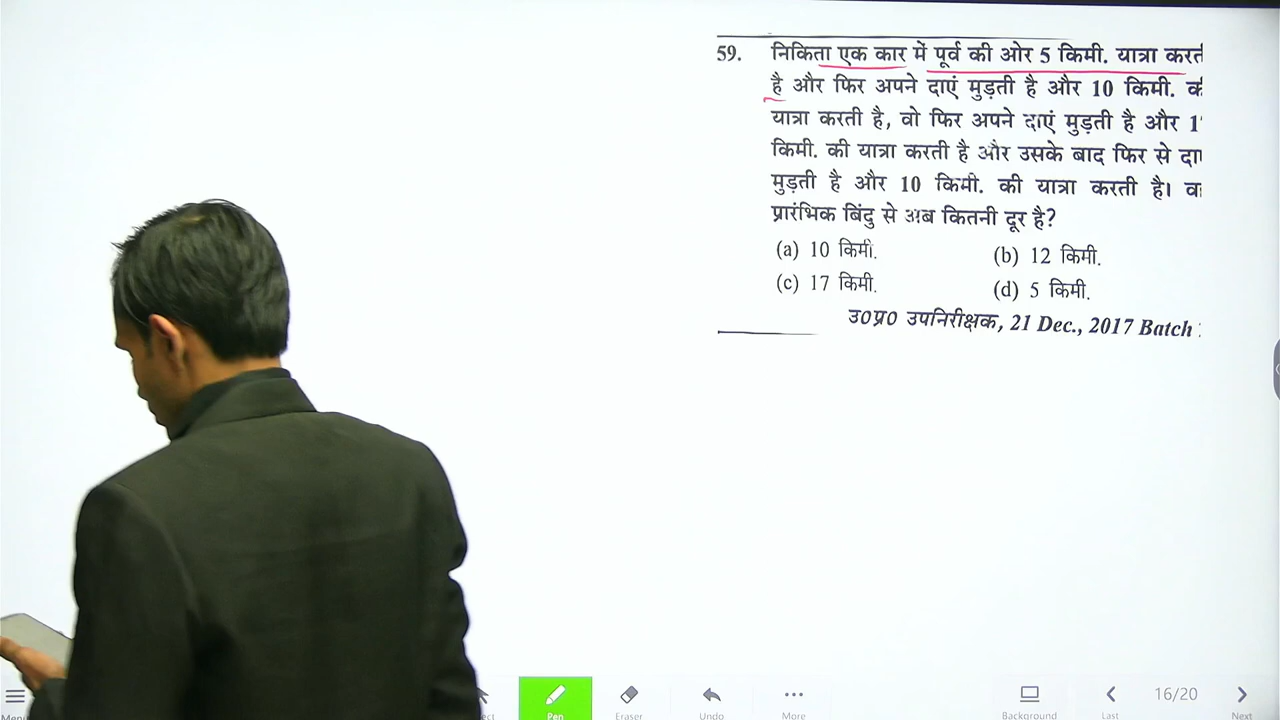 59. निकिता एक कार में पूर्व की ओर 5 किमी. यात्रा करती
है और फिर अपने दाएं मुड़ती है और 10 किमी. की
यात्रा करती है, वो फिर अपने दाएं मुड़ती है और
किमी. की यात्रा करती है और उसके बाद फिर से
मुड़ती है और 10 किमी. की यात्रा करती है।
प्रारंभिक बिंदु से अब कितनी दूर है?
(a) 10 किमी. (b) 12 किमी.
(c) 17 किमी. (d) 5 किमी.
उ0प्र0 उपनिरीक्षक, 21 Dec., 2017 Batch
Pen Eraser Undo More Background Last 16/20 Next